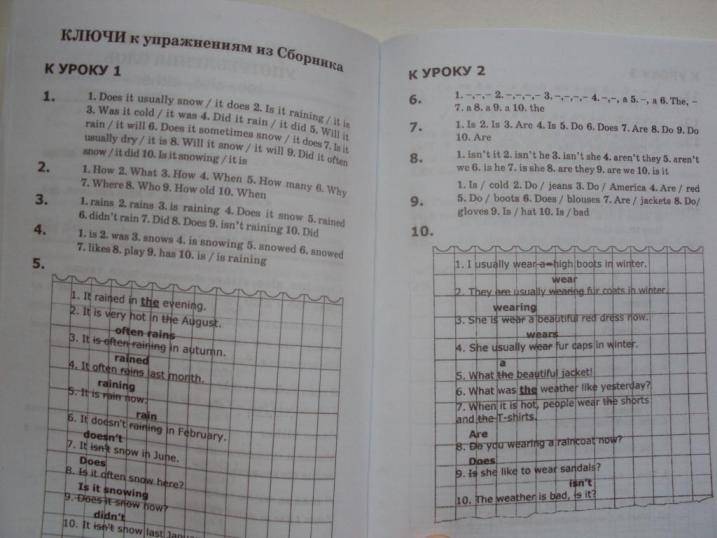 КЛЮЧИ к упражнениям из Сборника
К УРОКУ 1
1. 1. Does it usually snow / it does 2. Is it raining / it is
3. Was it cold / it was 4. Did it rain / it did 5. Will it
rain / it will 6. Does it sometimes snow / it does 7. Is it
usually dry / it is 8. Will it snow / it will 9. Did it often
snow / it did 10. Is it snowing / it is
2. 1. How 2. What 3. How 4. When 5. How many 6. Why
7. Where 8. Who 9. How old 10. When
3. 1. rains 2. rains 3. is raining 4. Does it snow 5. rained
6. didn't rain 7. Did 8. Does 9. isn't raining 10. Did
4. 1. is 2. was 3. snows 4. is snowing 5. snowed 6. snowed
7. likes 8. play 9. has 10. is / is raining
5.
1. It rained in the evening.
2. It is very hot in the August.
often rains
3. It is often raining in autumn.
rained
4. It often rains last month.
raining
5. It is rain now.
rain
6. It doesn't raining in February.
doesn't
7. It isn't snow in June.
Does
8. Is it often snow here?
Is it snowing
9. Does it snow now?
didn't
10. It isn't snow last
К УРОКУ 2
6. 1. –,–,– 2. –,–,–,– 3. –,–,–,– 4. –,–, a 5. –, a 6. The, –
7. a 8. a 9. a 10. the
7. 1. Is 2. Is 3. Are 4. Is 5. Do 6. Does 7. Are 8. Do 9. Do
10. Are
8. 1. isn't it 2. isn't he 3. isn't she 4. aren't they 5. aren't
we 6. is he 7. is she 8. are they 9. are we 10. is it
9. 1. Is / cold 2. Do / jeans 3. Do / America 4. Are / red
5. Do / boots 6. Does / blouses 7. Are / jackets 8. Do /
gloves 9. Is / hat 10. Is / bad
10.
1. I usually wear a high boots in winter.
wear
2. They are usually wearing fur coats in winter.
wearing
3. She is wear a beautiful red dress now.
wears
4. She usually wear fur caps in winter.
a
5. What the beautiful jacket!
6. What was the weather like yesterday?
7. When it is hot, people wear the shorts
and the T-shirts.
Are
8. Do you wearing a raincoat now?
Does
9. Is she like to wear sandals?
isn't
10. The weather is bad, is it?